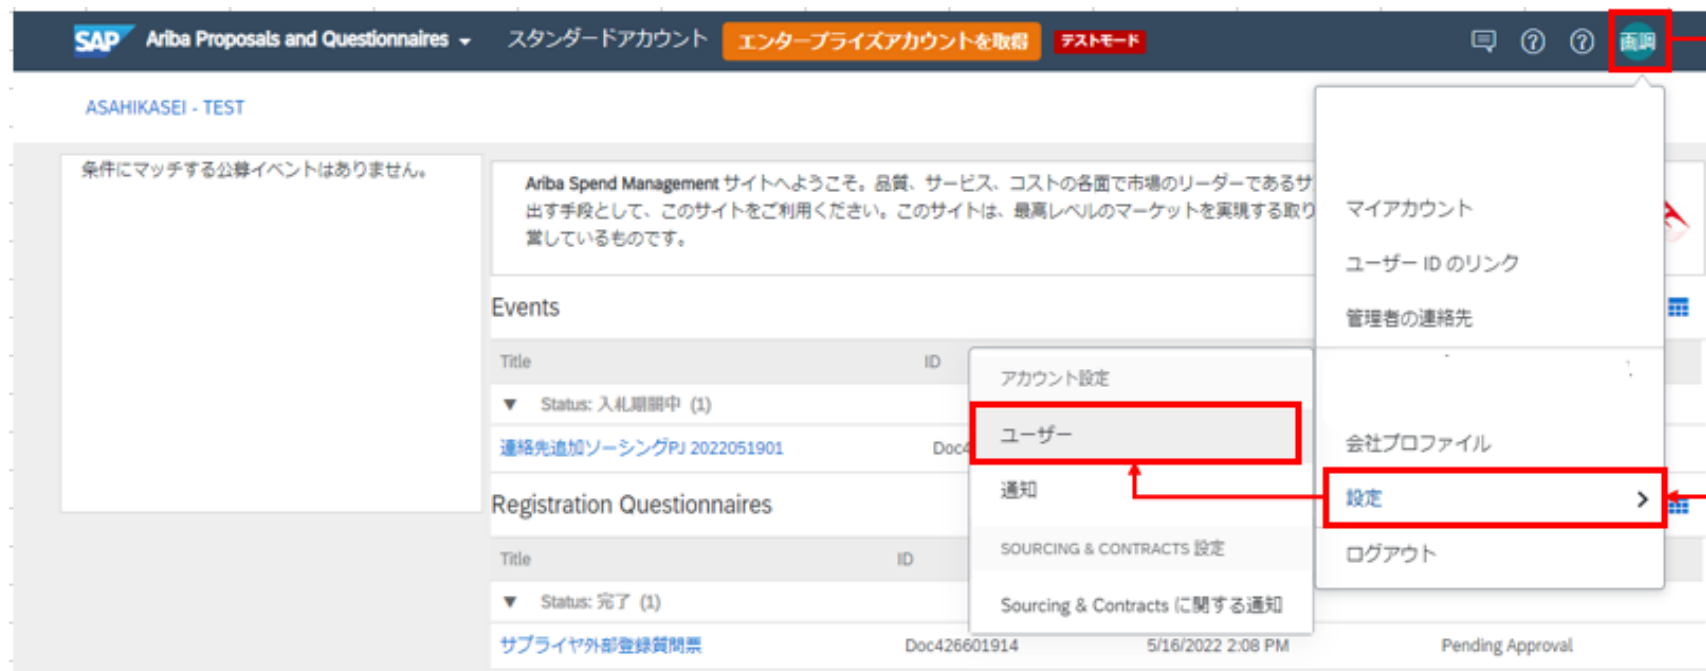 SAP Ariba Proposals and Questionnaires スタンダードアカウント エンタープライズアカウントを取得 テストモード 画調
ASAHIKASEI - TEST
条件にマッチする公募イベントはありません。
Ariba Spend Management サイトへようこそ。品質、サービス、コストの各面で市場のリーダーであるサ
出す手段として、このサイトをご利用ください。このサイトは、最高レベルのマーケットを実現する取り
営しているものです。
マイアカウント
ユーザー ID のリンク
管理者の連絡先
会社プロファイル
設定
ログアウト
アカウント設定
ユーザー
通知
SOURCING & CONTRACTS 設定
Sourcing & Contracts に関する通知
Events
Title ID
▼ Status: 入札期間中 (1)
連絡先追加ソーシングPJ 2022051901 Doc4
Registration Questionnaires
Title ID
▼ Status: 完了 (1)
サプライヤ外部登録質問票 Doc426601914 5/16/2022 2:08 PM Pending Approval